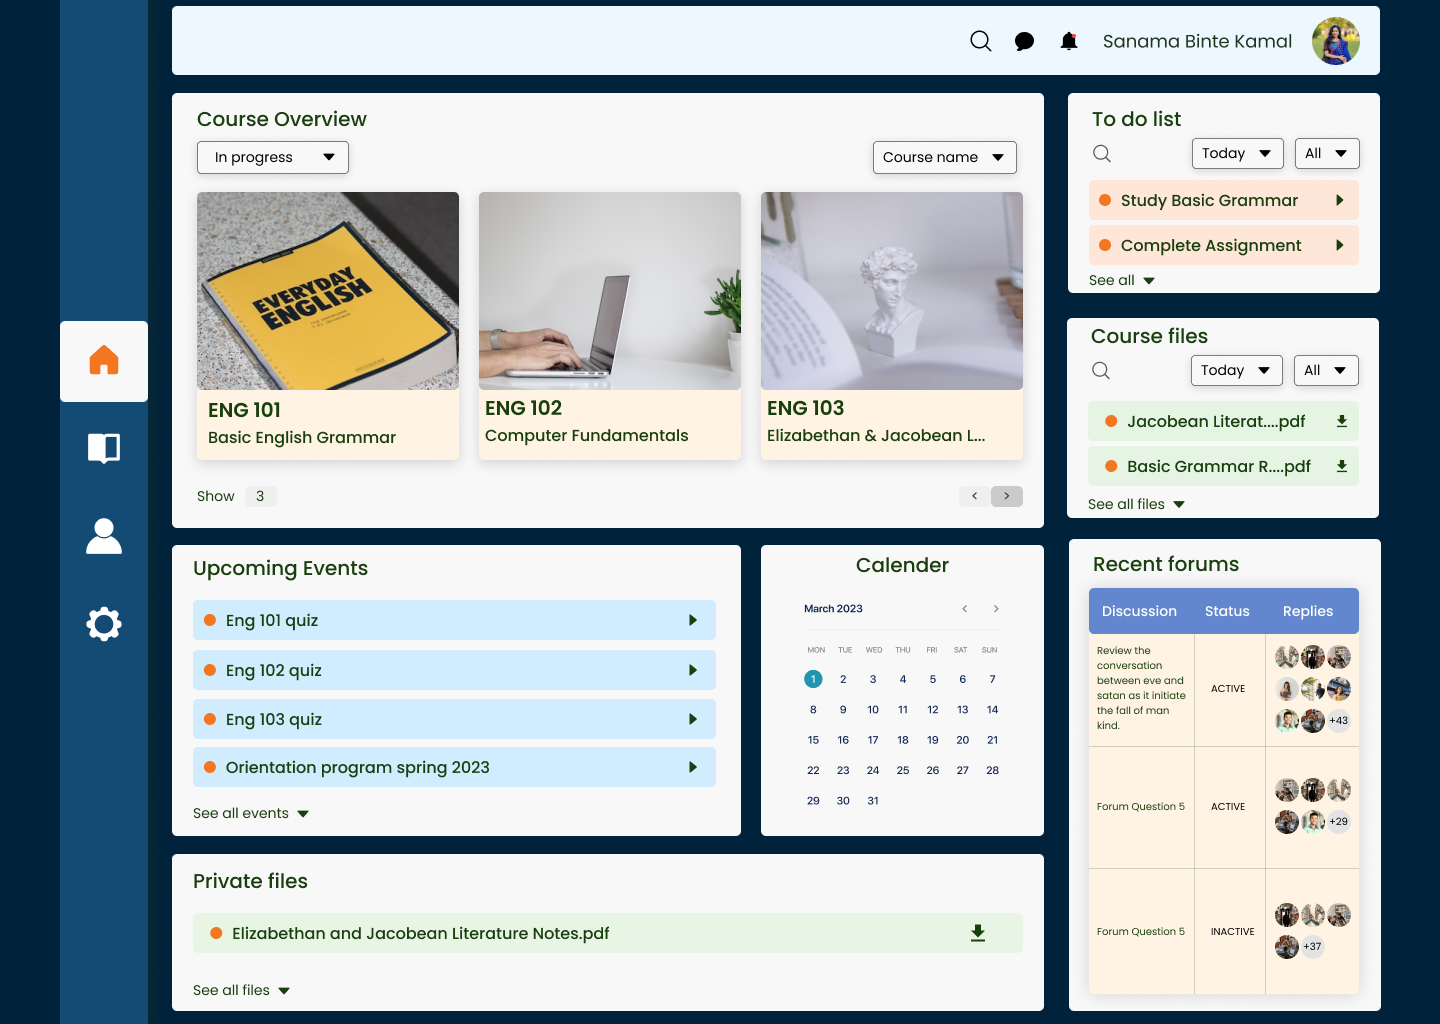 Sanama Binte Kamal
Course Overview
In progress
Course name
EVERYDAY
ENGLISH
ENG 101
Basic English Grammar
ENG 102
Computer Fundamentals
ENG 103
Elizabethan & Jacobean L...
Show 3
< >
To do list
Today All
Study Basic Grammar
Complete Assignment
See all
Course files
Today All
Jacobean Literat....pdf
Basic Grammar R....pdf
See all files
Upcoming Events
Eng 101 quiz
Eng 102 quiz
Eng 103 quiz
Orientation program spring 2023
See all events
Calender
March 2023
MON TUE WED THU FRI SAT SUN
1 2 3 4 5 6 7
8 9 10 11 12 13 14
15 16 17 18 19 20 21
22 23 24 25 26 27 28
29 30 31
Recent forums
Discussion Status Replies
Review the
conversation
between eve and
satan as it initiate
the fall of man
kind.
ACTIVE
+43
Forum Question 5 ACTIVE
+29
Forum Question 5 INACTIVE
+37
Private files
Elizabethan and Jacobean Literature Notes.pdf
See all files